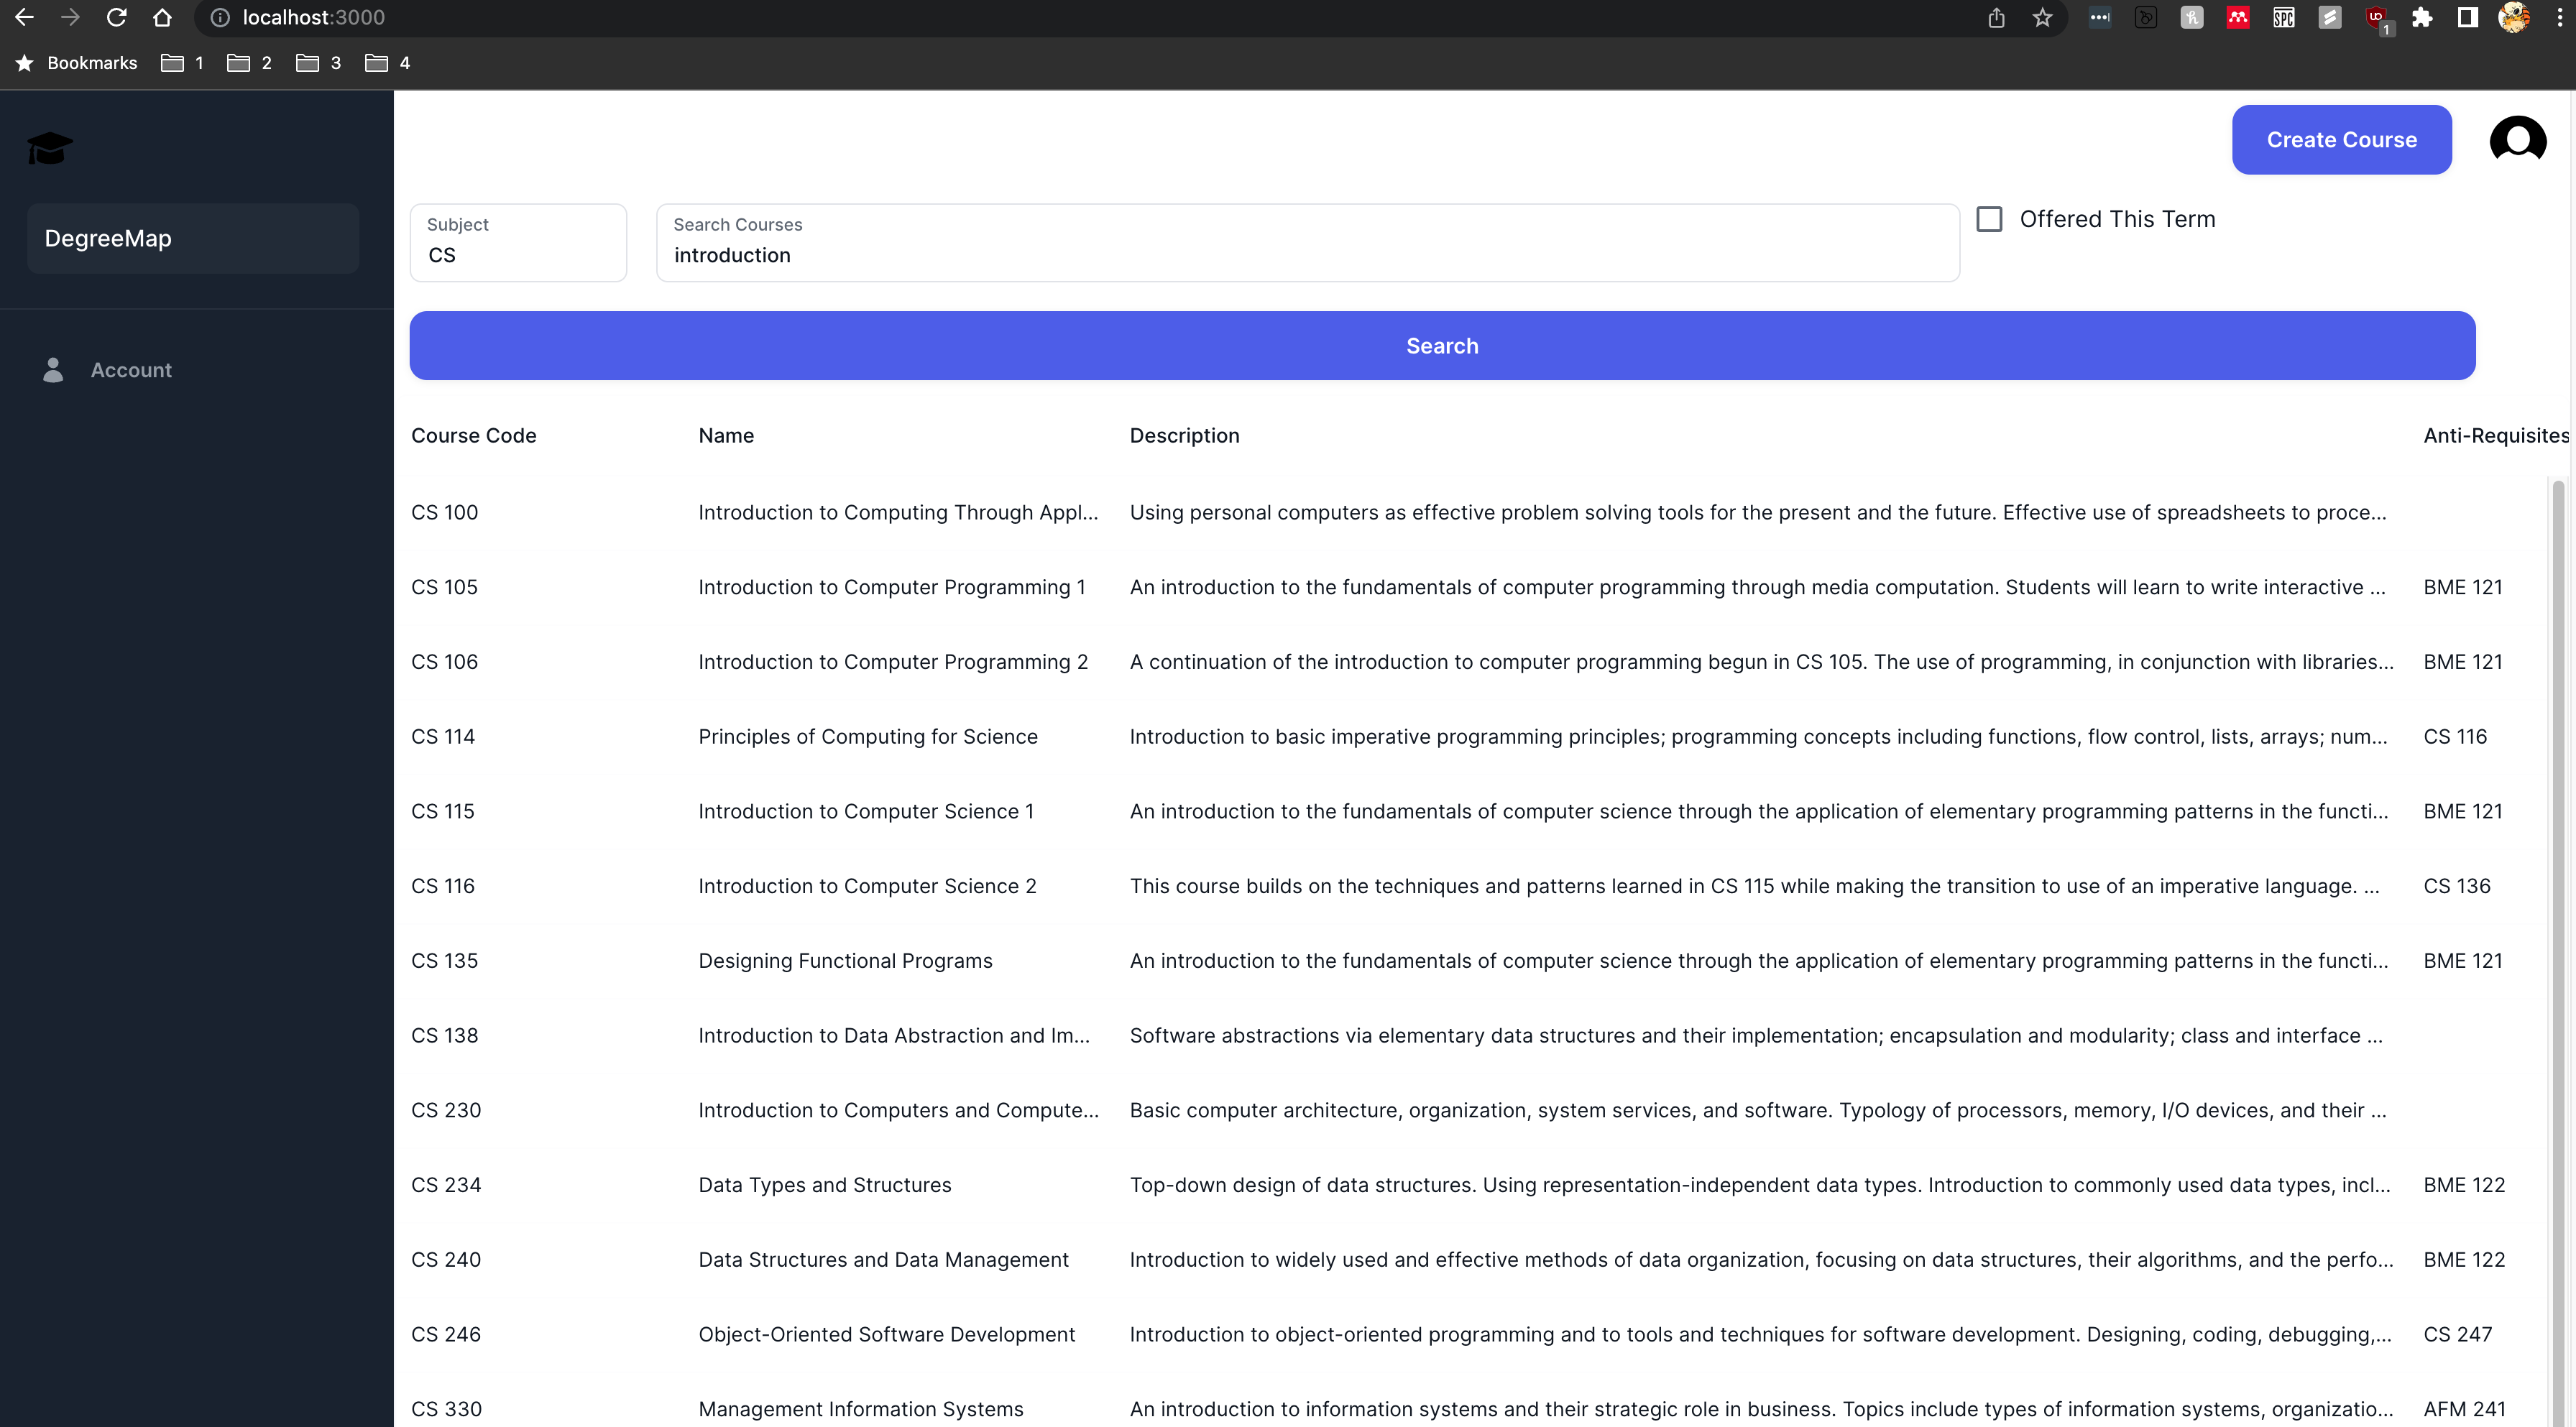 localhost:3000
Bookmarks 1 2 3 4
SPC
UO
1
Create Course
DegreeMap
Account
Subject
CS
Search Courses
introduction
Offered This Term
Search
Course Code Name Description Anti-Requisites
CS 100 Introduction to Computing Through Appl... Using personal computers as effective problem solving tools for the present and the future. Effective use of spreadsheets to proce...
CS 105 Introduction to Computer Programming 1 An introduction to the fundamentals of computer programming through media computation. Students will learn to write interactive ... BME 121
CS 106 Introduction to Computer Programming 2 A continuation of the introduction to computer programming begun in CS 105. The use of programming, in conjunction with libraries... BME 121
CS 114 Principles of Computing for Science Introduction to basic imperative programming principles; programming concepts including functions, flow control, lists, arrays; num... CS 116
CS 115 Introduction to Computer Science 1 An introduction to the fundamentals of computer science through the application of elementary programming patterns in the functi... BME 121
CS 116 Introduction to Computer Science 2 This course builds on the techniques and patterns learned in CS 115 while making the transition to use of an imperative language. ... CS 136
CS 135 Designing Functional Programs An introduction to the fundamentals of computer science through the application of elementary programming patterns in the functi... BME 121
CS 138 Introduction to Data Abstraction and Im... Software abstractions via elementary data structures and their implementation; encapsulation and modularity; class and interface ...
CS 230 Introduction to Computers and Compute... Basic computer architecture, organization, system services, and software. Typology of processors, memory, I/O devices, and their ...
CS 234 Data Types and Structures Top-down design of data structures. Using representation-independent data types. Introduction to commonly used data types, incl... BME 122
CS 240 Data Structures and Data Management Introduction to widely used and effective methods of data organization, focusing on data structures, their algorithms, and the perfo... BME 122
CS 246 Object-Oriented Software Development Introduction to object-oriented programming and to tools and techniques for software development. Designing, coding, debugging,... CS 247
CS 330 Management Information Systems An introduction to information systems and their strategic role in business. Topics include types of information systems, organizatio... AFM 241